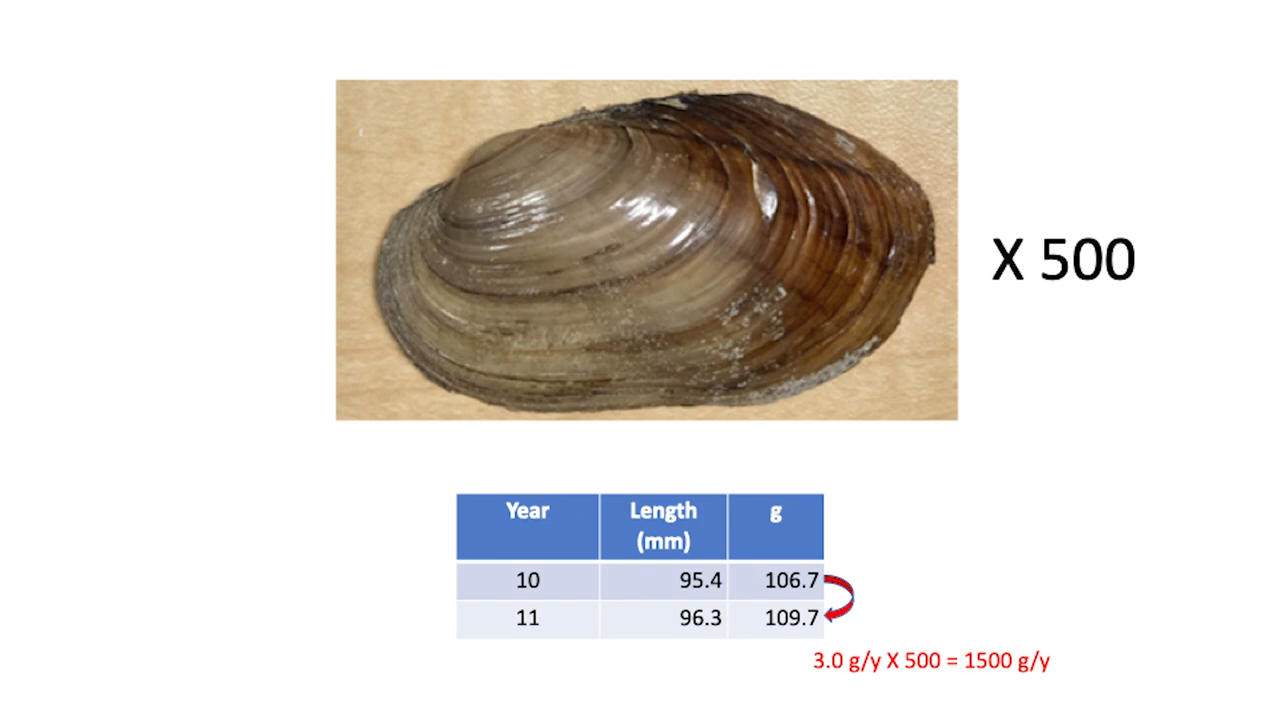 X 500
Year Length (mm) g
10 95.4 106.7
11 96.3 109.7
3.0 g/y X 500 = 1500 g/y